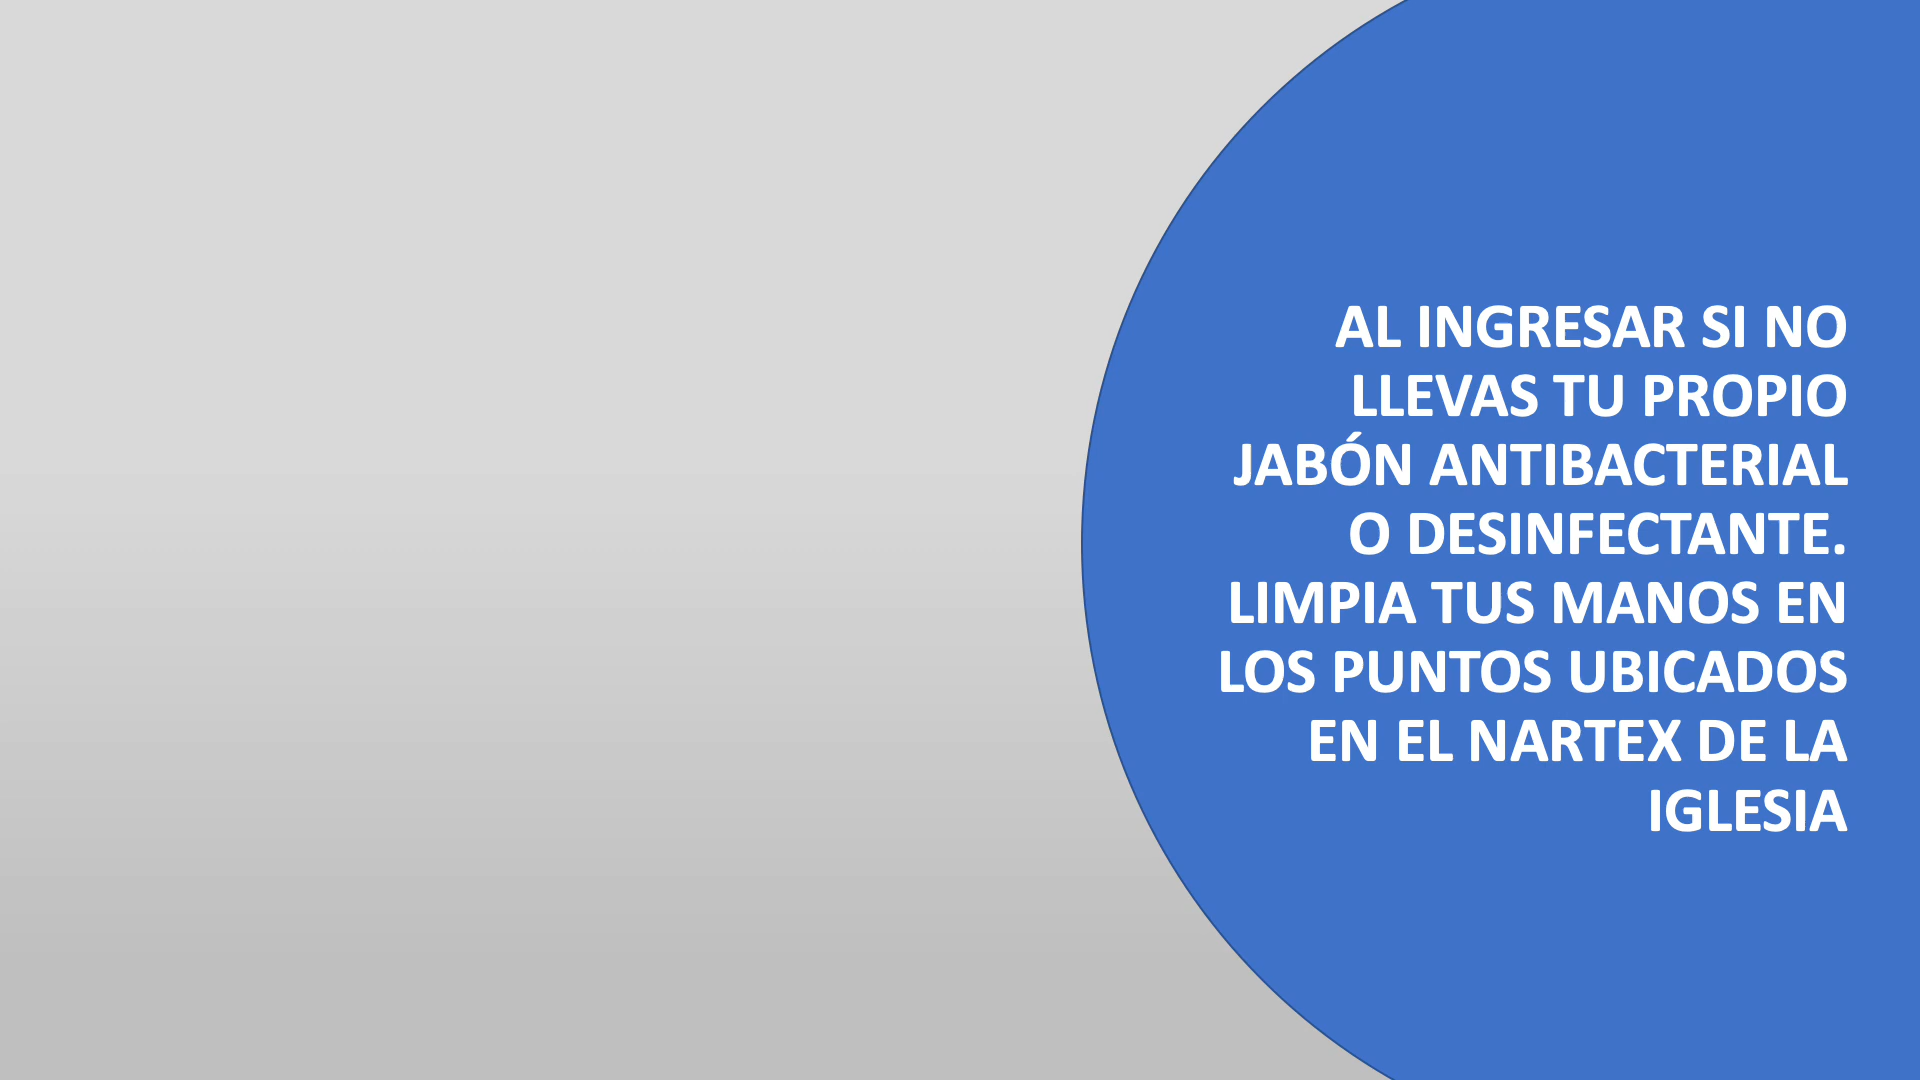 AL INGRESAR SI NO
LLEVAS TU PROPIO
JABÓN ANTIBACTERIAL
O DESINFECTANTE.
LIMPIA TUS MANOS EN
LOS PUNTOS UBICADOS
EN EL NARTEX DE LA
IGLESIA